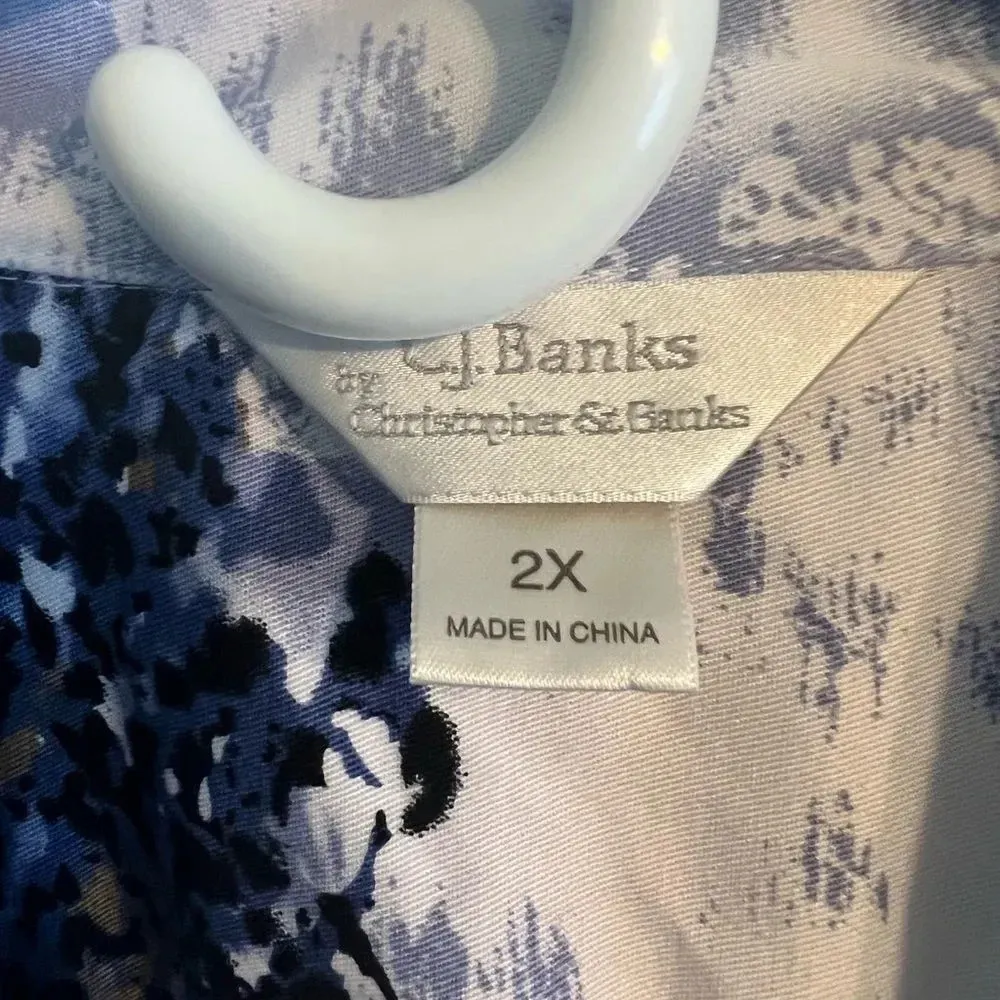 C.J. Banks
by
Christopher & Banks
2X
MADE IN CHINA